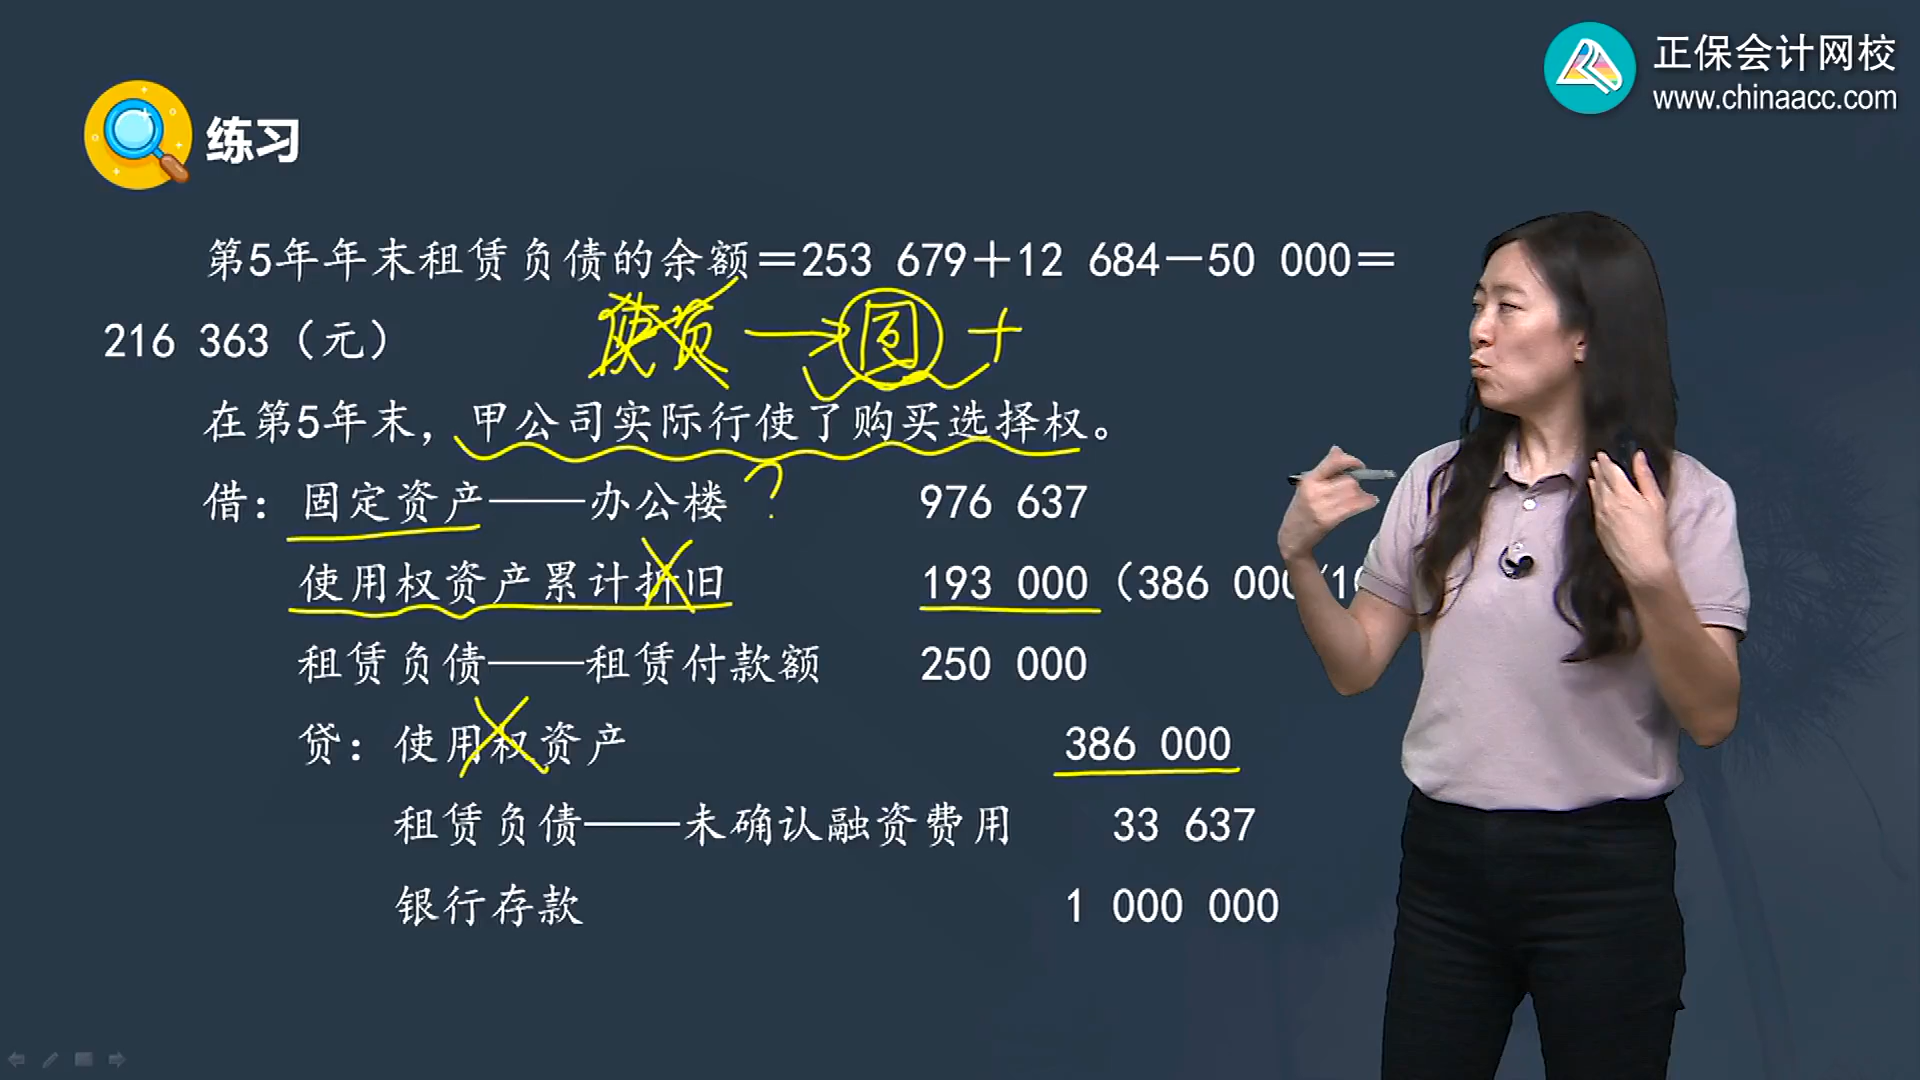 正保会计网校
www.chinaacc.com
练习
第5年年末租赁负债的余额＝253 679＋12 684－50 000＝
216 363（元）
使资 → 固 +
在第5年末，甲公司实际行使了购买选择权。
?
借：固定资产——办公楼 976 637
使用权资产累计折旧 193 000（386 000/10
租赁负债——租赁付款额 250 000
贷：使用权资产 386 000
租赁负债——未确认融资费用 33 637
银行存款 1 000 000